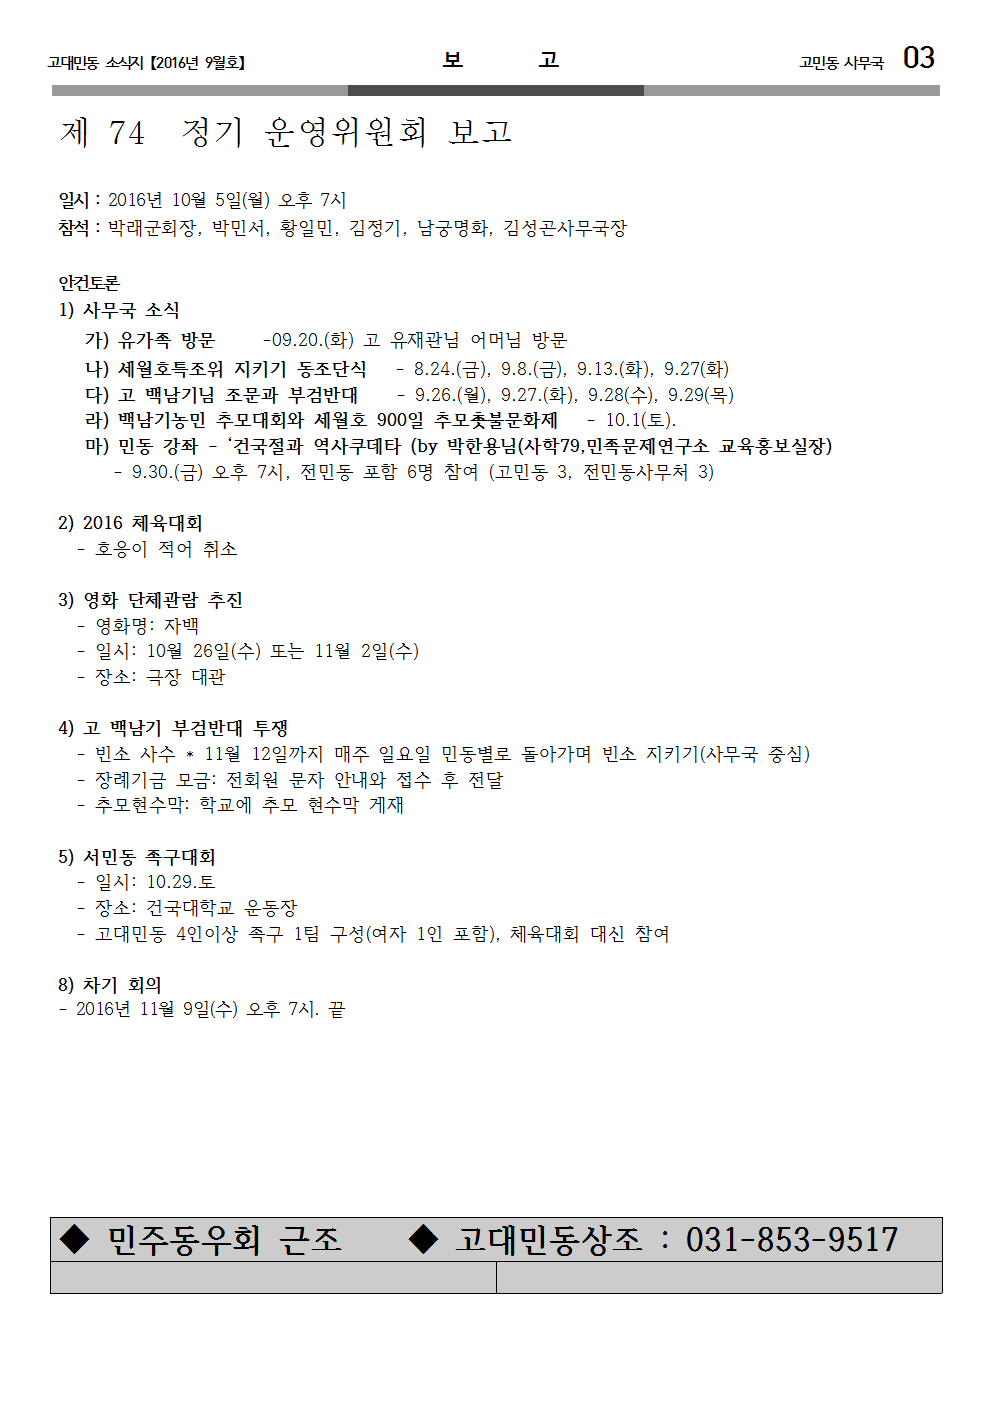 고대민동 소식지 【2016년 9월호】 보 고 고민동 사무국 03
제 74 정기 운영위원회 보고
일시 : 2016년 10월 5일(월) 오후 7시
참석 : 박래군회장, 박민서, 황일민, 김정기, 남궁명화, 김성곤사무국장
안건토론
1) 사무국 소식
가) 유가족 방문 -09.20.(화) 고 유재관님 어머님 방문
나) 세월호특조위 지키기 동조단식 - 8.24.(금), 9.8.(금), 9.13.(화), 9.27(화)
다) 고 백남기님 조문과 부검반대 - 9.26.(월), 9.27.(화), 9.28(수), 9.29(목)
라) 백남기농민 추모대회와 세월호 900일 추모촛불문화제 - 10.1(토).
마) 민동 강좌 - ‘건국절과 역사쿠데타 (by 박한용님(사학79,민족문제연구소 교육홍보실장)
- 9.30.(금) 오후 7시, 전민동 포함 6명 참여 (고민동 3, 전민동사무처 3)
2) 2016 체육대회
- 호응이 적어 취소
3) 영화 단체관람 추진
- 영화명: 자백
- 일시: 10월 26일(수) 또는 11월 2일(수)
- 장소: 극장 대관
4) 고 백남기 부검반대 투쟁
- 빈소 사수 * 11월 12일까지 매주 일요일 민동별로 돌아가며 빈소 지키기(사무국 중심)
- 장례기금 모금: 전회원 문자 안내와 접수 후 전달
- 추모현수막: 학교에 추모 현수막 게재
5) 서민동 족구대회
- 일시: 10.29.토
- 장소: 건국대학교 운동장
- 고대민동 4인이상 족구 1팀 구성(여자 1인 포함), 체육대회 대신 참여
8) 차기 회의
- 2016년 11월 9일(수) 오후 7시. 끝
◆ 민주동우회 근조 ◆ 고대민동상조 : 031-853-9517